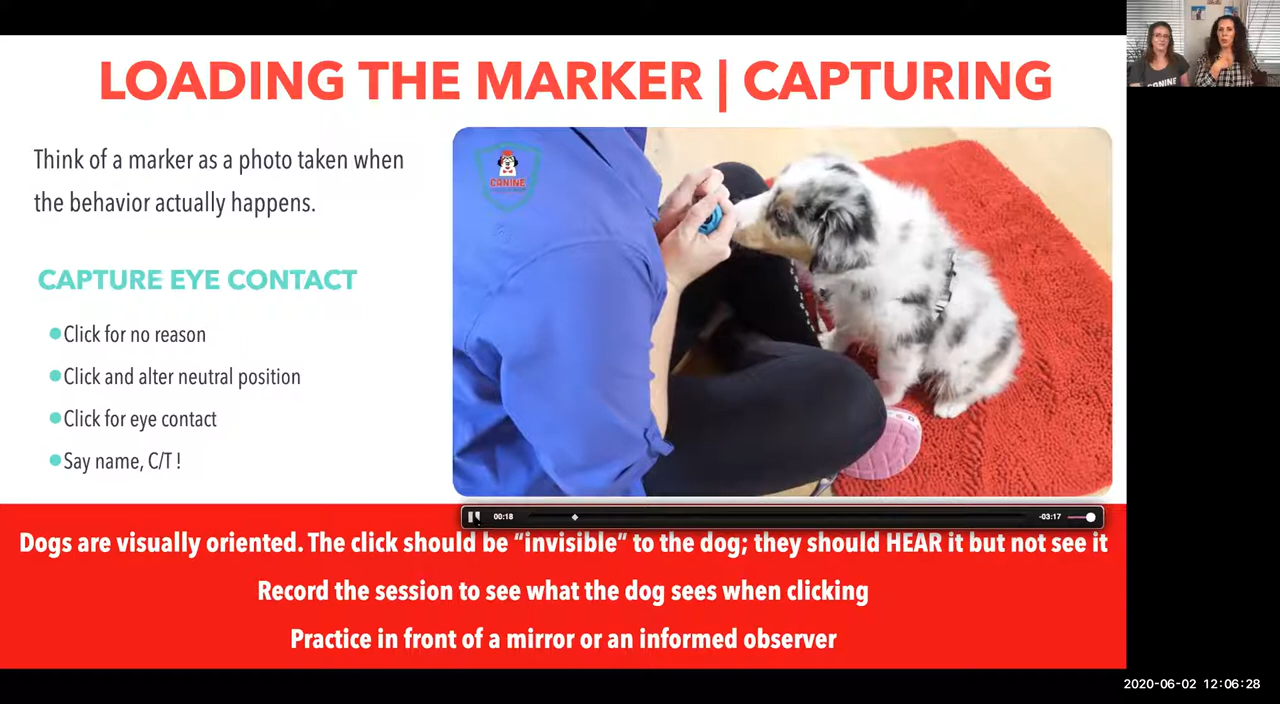 LOADING THE MARKER | CAPTURING
Think of a marker as a photo taken when
the behavior actually happens.
CAPTURE EYE CONTACT
Click for no reason
Click and alter neutral position
Click for eye contact
Say name, C/T !
CANINE
CANINE
00:18
-03:17
Dogs are visually oriented. The click should be “invisible” to the dog; they should HEAR it but not see it
Record the session to see what the dog sees when clicking
Practice in front of a mirror or an informed observer
2020-06-02 12:06:28